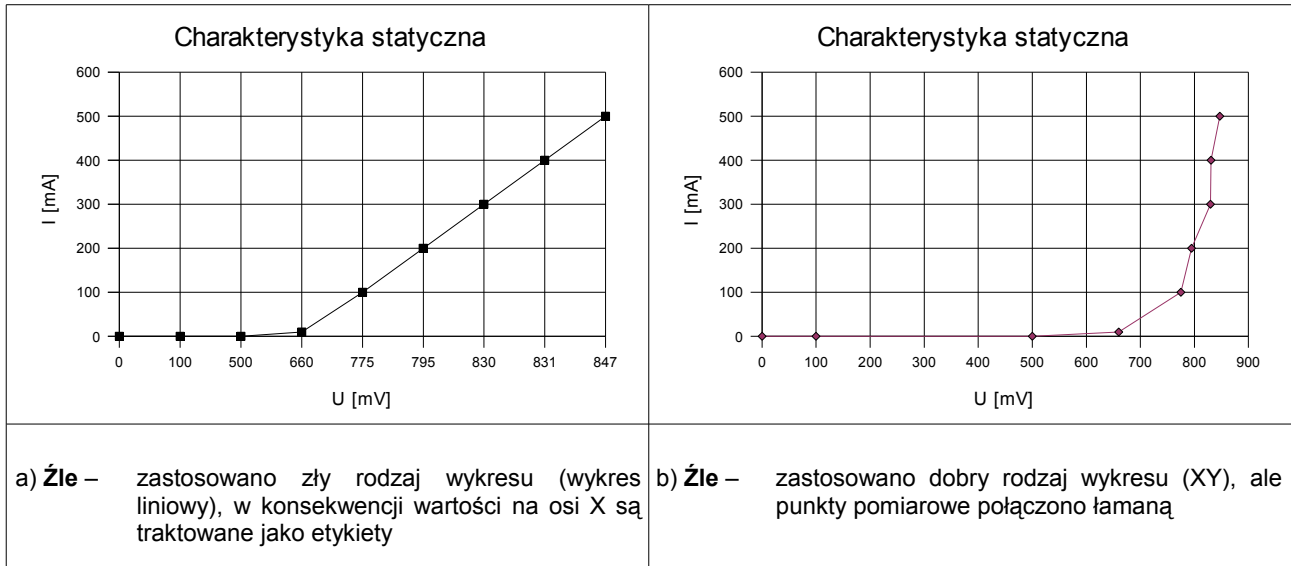 Charakterystyka statyczna
600
500
400
300
200
100
0
I [mA]
0 100 500 660 775 795 830 831 847
U [mV]
Charakterystyka statyczna
600
500
400
300
200
100
0
I [mA]
0 100 200 300 400 500 600 700 800 900
U [mV]
a) Źle – zastosowano zły rodzaj wykresu (wykres
liniowy), w konsekwencji wartości na osi X są
traktowane jako etykiety
b) Źle – zastosowano dobry rodzaj wykresu (XY), ale
punkty pomiarowe połączono łamaną